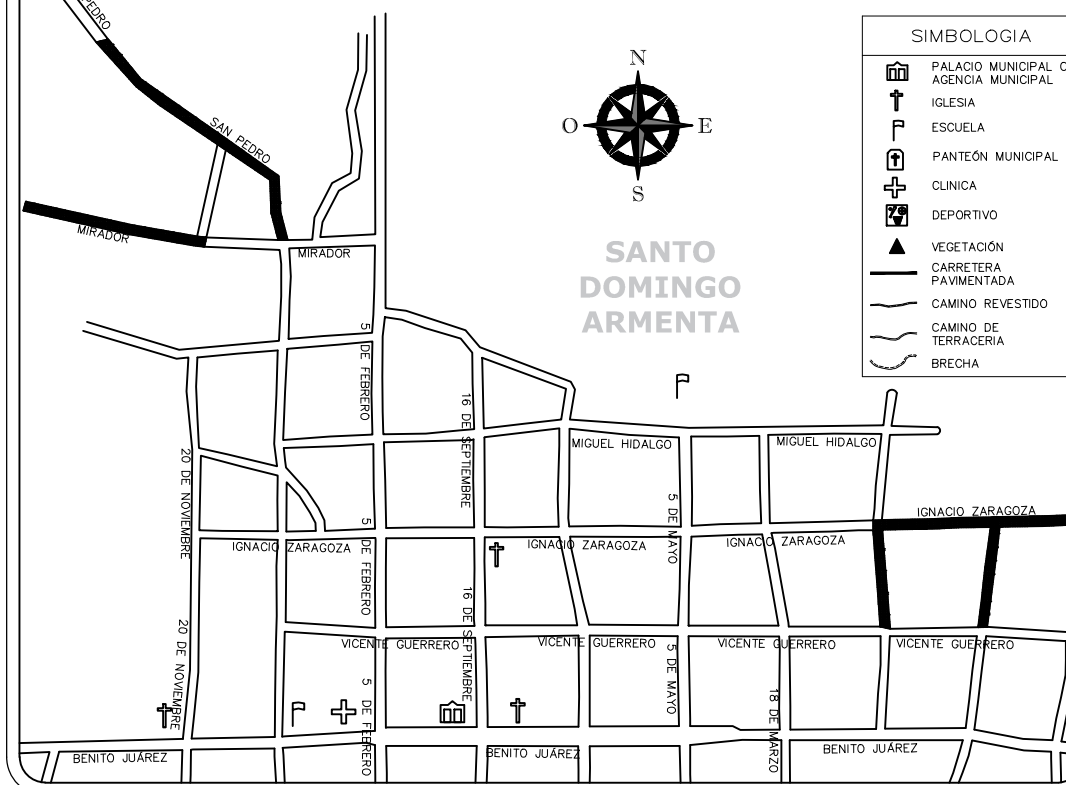 PEDRO
SAN PEDRO
MIRADOR
MIRADOR
N
O
E
S
SANTO
DOMINGO
ARMENTA
SIMBOLOGIA
PALACIO MUNICIPAL O
AGENCIA MUNICIPAL
IGLESIA
ESCUELA
PANTEÓN MUNICIPAL
CLINICA
DEPORTIVO
VEGETACIÓN
CARRETERA
PAVIMENTADA
CAMINO REVESTIDO
CAMINO DE
TERRACERIA
BRECHA
5 DE FEBRERO
16 DE SEPTIEMBRE
MIGUEL HIDALGO
MIGUEL HIDALGO
20 DE NOVIEMBRE
5 DE MAYO
5 DE FEBRERO
IGNACIO ZARAGOZA
IGNACIO ZARAGOZA
IGNACIO ZARAGOZA
IGNACIO ZARAGOZA
16 DE SEPTIEMBRE
20 DE NOVIEMBRE
VICENTE GUERRERO
VICENTE GUERRERO
VICENTE GUERRERO
VICENTE GUERRERO
5 DE MAYO
5 DE FEBRERO
18 DE MARZO
BENITO JUÁREZ
BENITO JUÁREZ
BENITO JUÁREZ